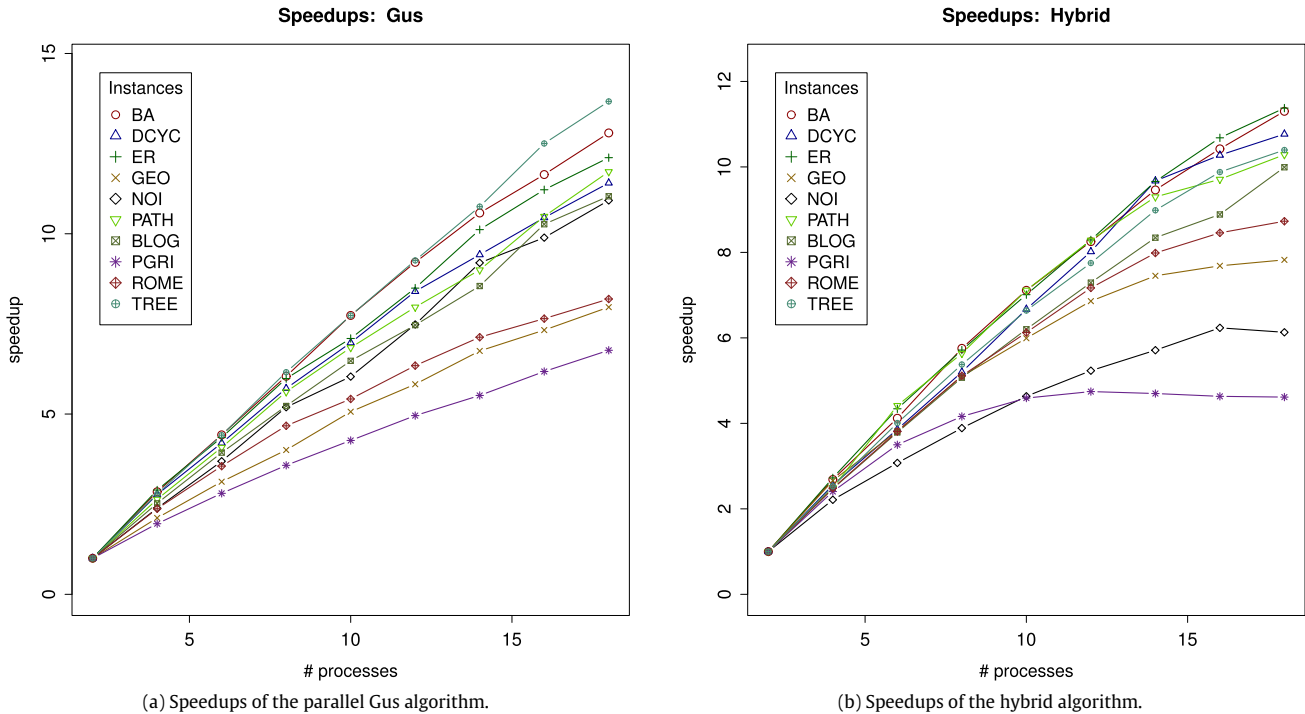 Speedups: Gus
15
10
5
0
speedup
Instances
BA
DCYC
ER
GEO
NOI
PATH
BLOG
PGRI
ROME
TREE
5
10
15
# processes
(a) Speedups of the parallel Gus algorithm.
Speedups: Hybrid
12
10
8
6
4
2
0
speedup
Instances
BA
DCYC
ER
GEO
NOI
PATH
BLOG
PGRI
ROME
TREE
5
10
15
# processes
(b) Speedups of the hybrid algorithm.